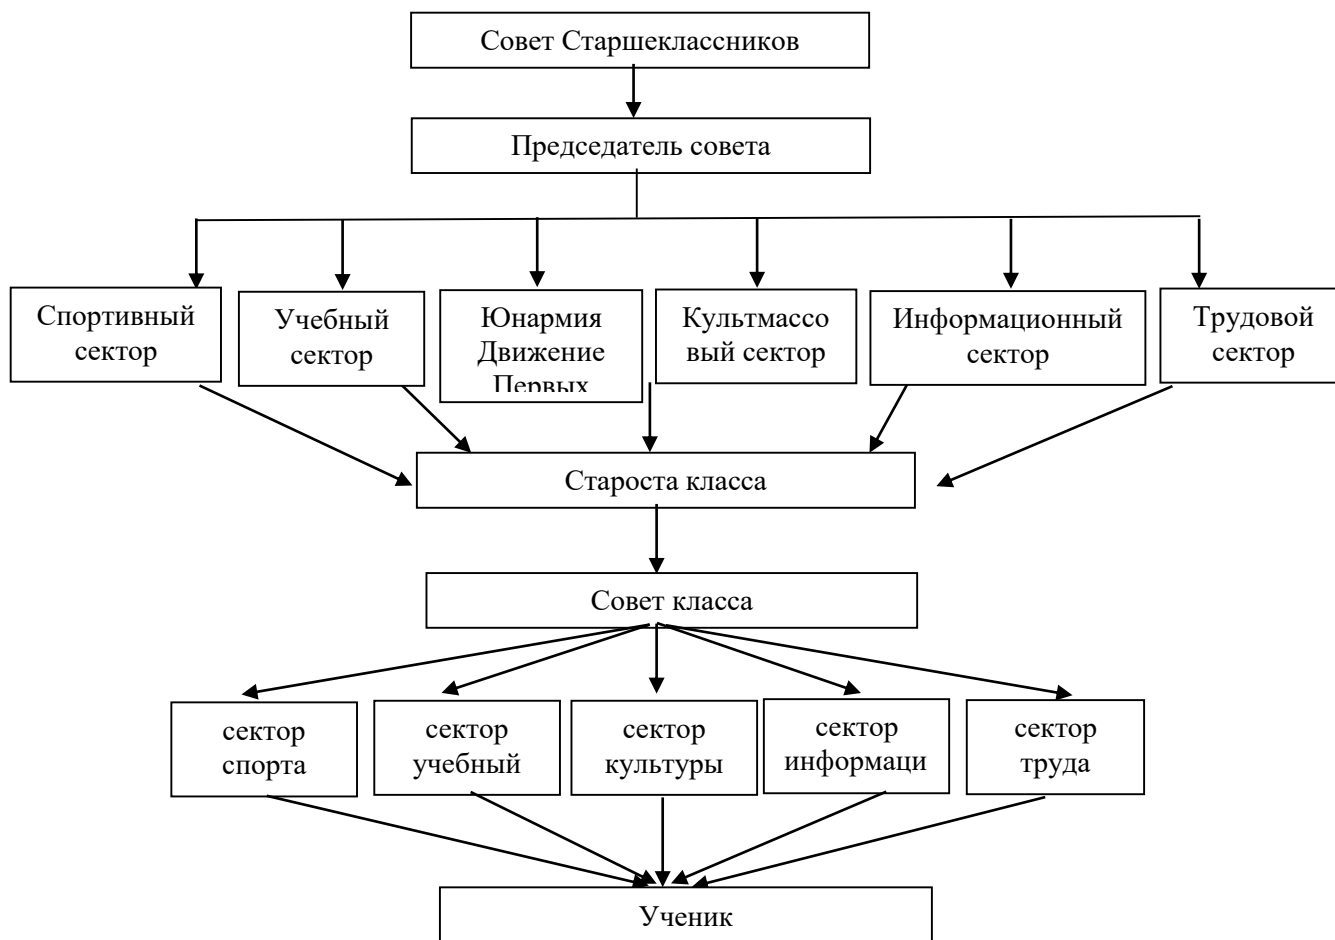 Совет Старшеклассников
Председатель совета
Спортивный
сектор
Учебный
сектор
Юнармия
Движение
Первых
Культмассо
вый сектор
Информационный
сектор
Трудовой
сектор
Староста класса
Совет класса
сектор
спорта
сектор
учебный
сектор
культуры
сектор
информаци
сектор
труда
Ученик